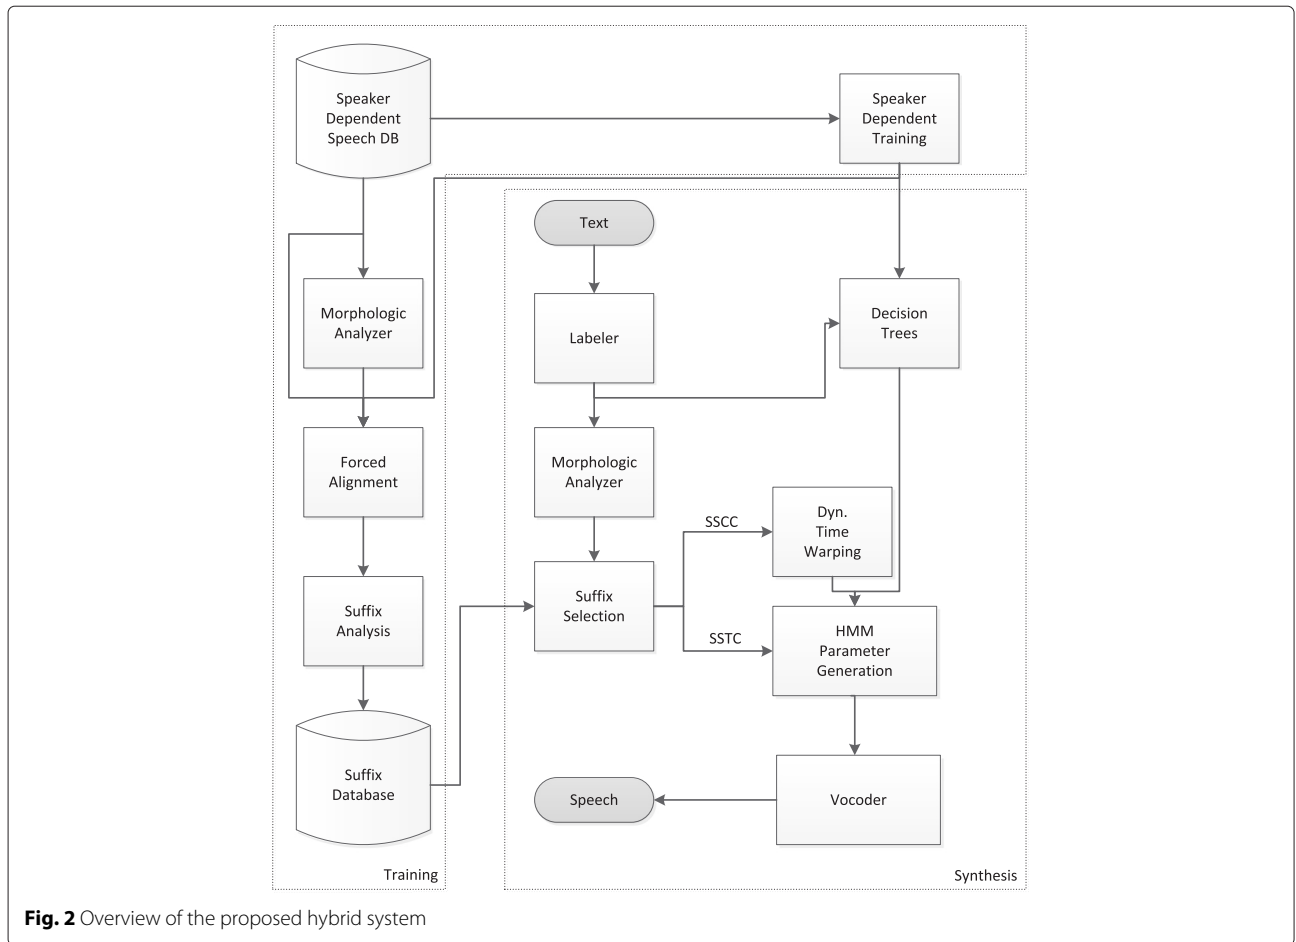 Speaker
Dependent
Speech DB
Speaker
Dependent
Training
Text
Morphologic
Analyzer
Labeler
Decision
Trees
Forced
Alignment
Morphologic
Analyzer
SSCC
Dyn.
Time
Warping
Suffix
Analysis
Suffix
Selection
SSTC
HMM
Parameter
Generation
Suffix
Database
Speech
Vocoder
Training
Synthesis
Fig. 2 Overview of the proposed hybrid system